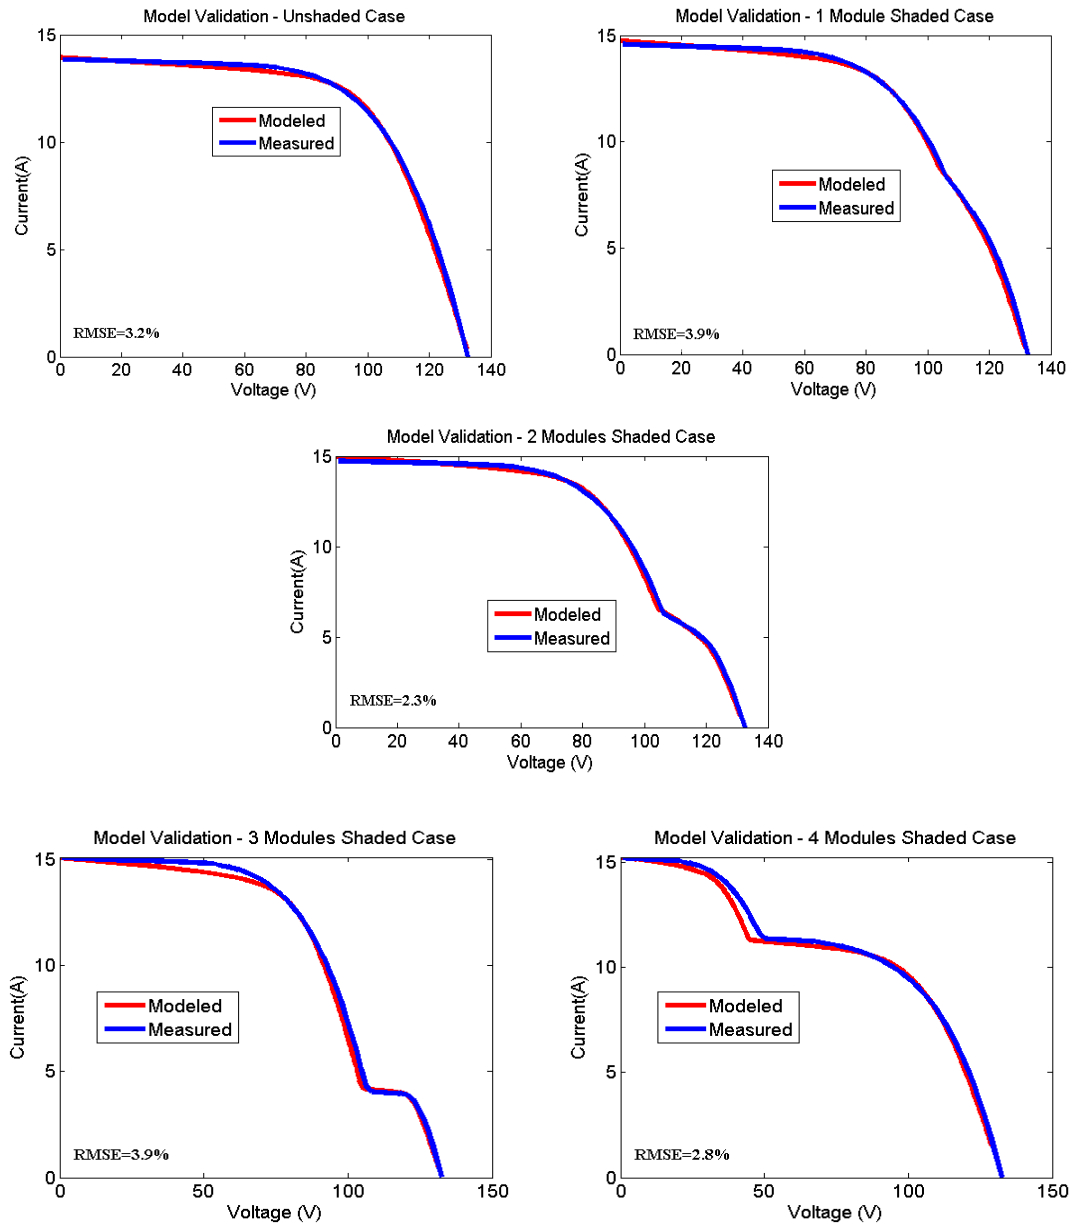 Model Validation - Unshaded Case
15
10
5
0
Current(A)
Modeled
Measured
RMSE=3.2%
0 20 40 60 80 100 120 140
Voltage (V)
Model Validation - 1 Module Shaded Case
15
10
5
0
Current(A)
Modeled
Measured
RMSE=3.9%
0 20 40 60 80 100 120 140
Voltage (V)
Model Validation - 2 Modules Shaded Case
15
10
5
0
Current(A)
Modeled
Measured
RMSE=2.3%
0 20 40 60 80 100 120 140
Voltage (V)
Model Validation - 3 Modules Shaded Case
15
10
5
0
Current(A)
Modeled
Measured
RMSE=3.9%
0 50 100 150
Voltage (V)
Model Validation - 4 Modules Shaded Case
15
10
5
0
Current(A)
Modeled
Measured
RMSE=2.8%
0 50 100 150
Voltage (V)